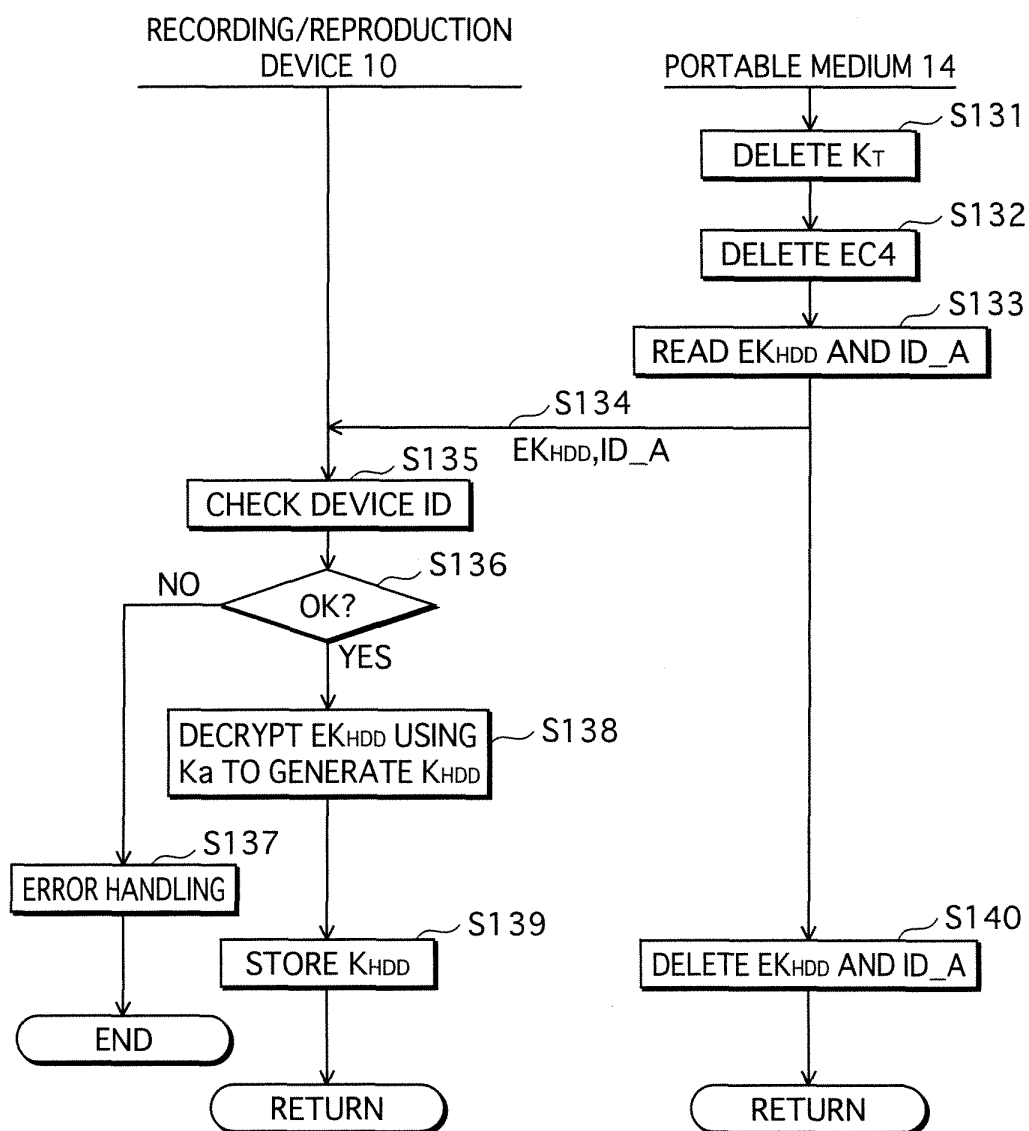 RECORDING/REPRODUCTION
DEVICE 10
PORTABLE MEDIUM 14
S131
DELETE KT
S132
DELETE EC4
S133
READ EKHDD AND ID_A
S134
EKHDD,ID_A
S135
CHECK DEVICE ID
S136
NO
OK?
YES
DECRYPT EKHDD USING
Ka TO GENERATE KHDD
S138
S137
ERROR HANDLING
S139
STORE KHDD
S140
DELETE EKHDD AND ID_A
END
RETURN
RETURN